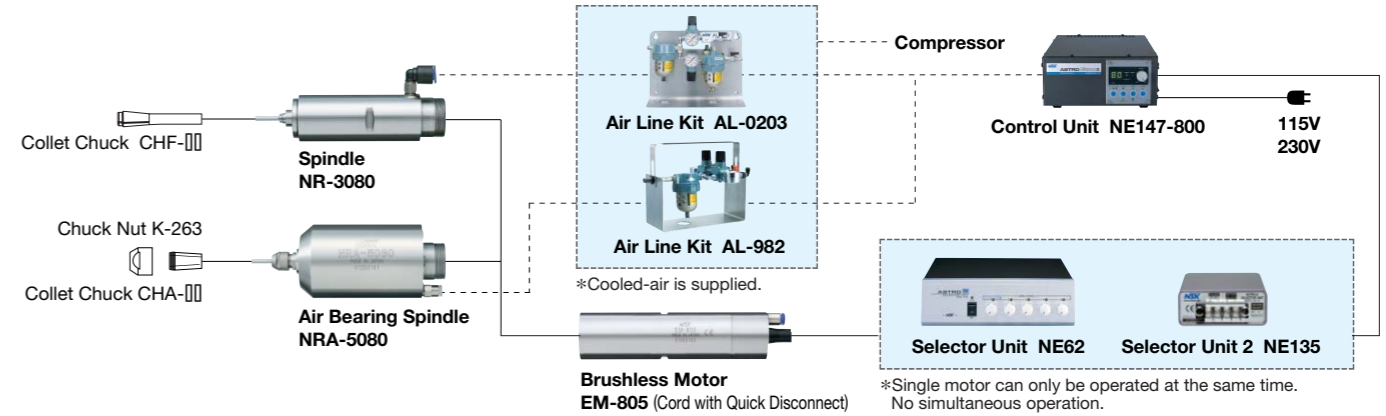 Compressor
Air Line Kit AL-0203
Control Unit NE147-800
115V
230V
Collet Chuck CHF-▯▯
Spindle
NR-3080
Chuck Nut K-263
Air Line Kit AL-982
*Cooled-air is supplied.
Collet Chuck CHA-▯▯
Air Bearing Spindle
NRA-5080
NSK
ASTRO
Selector Unit NE62
Selector Unit 2 NE135
Brushless Motor
EM-805 (Cord with Quick Disconnect)
*Single motor can only be operated at the same time.
No simultaneous operation.